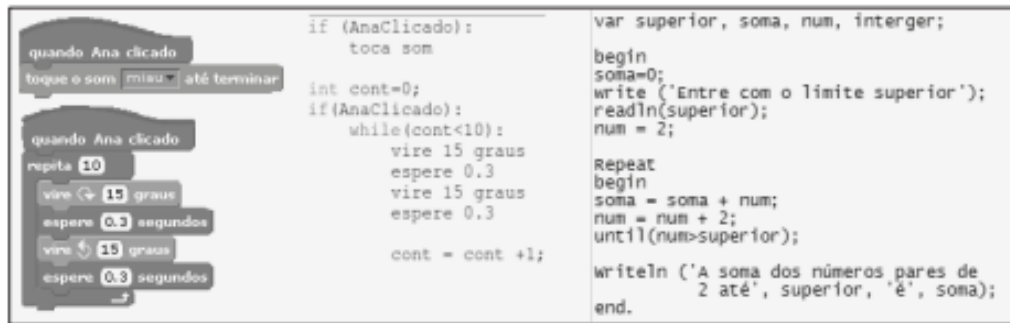 quando Ana clicado
toque o som miau até terminar
quando Ana clicado
repita 10
vire 15 graus
espere 0.3 segundos
vire 15 graus
espere 0.3 segundos
if (AnaClicado):
toca som
int cont=0;
if(AnaClicado):
while(cont<10):
vire 15 graus
espere 0.3
vire 15 graus
espere 0.3
cont = cont +1;
var superior, soma, num, interger;
begin
soma=0;
write ('Entre com o limite superior');
readln(superior);
num = 2;
Repeat
begin
soma = soma + num;
num = num + 2;
until(num>superior);
Writeln ('A soma dos números pares de
2 até', superior, 'é', soma);
end.